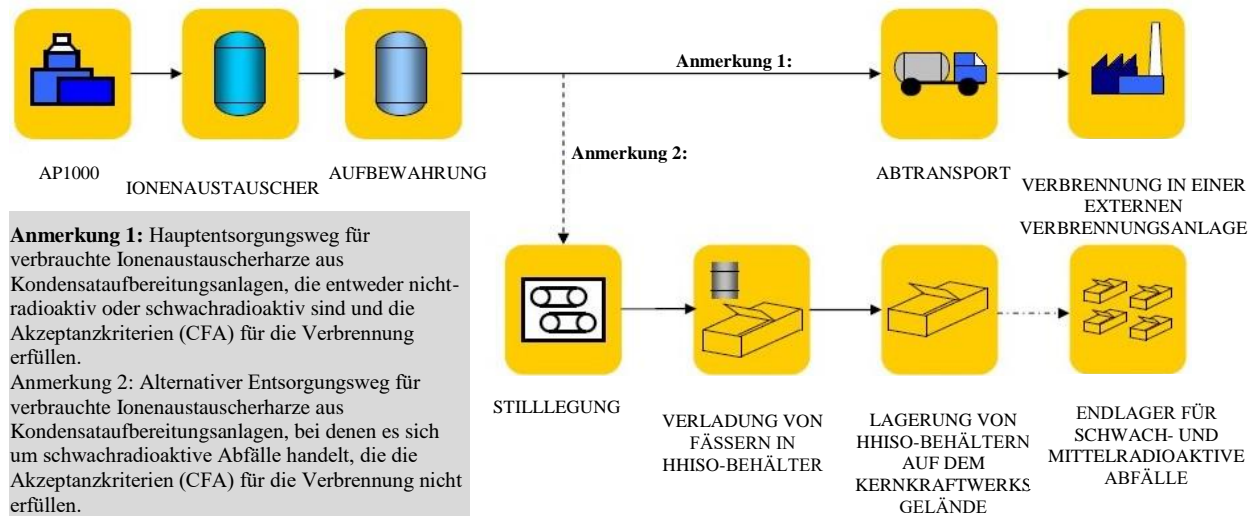 Anmerkung 1:
Anmerkung 2:
AP1000
IONENAUSTAUSCHER
AUFBEWAHRUNG
ABTRANSPORT
VERBRENNUNG IN EINER
EXTERNEN
VERBRENNUNGSANLAGE
Anmerkung 1: Hauptentsorgungsweg für
verbrauchte Ionenaustauscherharze aus
Kondensataufbereitungsanlagen, die entweder nicht-
radioaktiv oder schwachradioaktiv sind und die
Akzeptanzkriterien (CFA) für die Verbrennung
erfüllen.
Anmerkung 2: Alternativer Entsorgungsweg für
verbrauchte Ionenaustauscherharze aus
Kondensataufbereitungsanlagen, bei denen es sich
um schwachradioaktive Abfälle handelt, die die
Akzeptanzkriterien (CFA) für die Verbrennung nicht
erfüllen.
STILLLEGUNG
VERLADUNG VON
FÄSSERN IN
HHISO-BEHÄLTER
LAGERUNG VON
HHISO-BEHÄLTERN
AUF DEM
KERNKRAFTWERKS
GELÄNDE
ENDLAGER FÜR
SCHWACH- UND
MITTELRADIOAKTIVE
ABFÄLLE